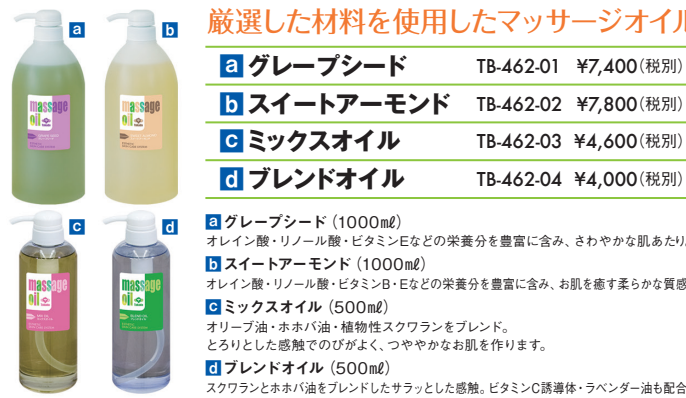 厳選した材料を使用したマッサージオイル
a グレープシード TB-462-01 ¥7,400(税別)
b スイートアーモンド TB-462-02 ¥7,800(税別)
c ミックスオイル TB-462-03 ¥4,600(税別)
d ブレンドオイル TB-462-04 ¥4,000(税別)
a
b
massage
oil
massage
oil
c
d
massage
oil
massage
oil
a グレープシード(1000㎖)
オレイン酸・リノール酸・ビタミンEなどの栄養分を豊富に含み、さわやかな肌あたり
b スイートアーモンド(1000㎖)
オレイン酸・リノール酸・ビタミンB・Eなどの栄養分を豊富に含み、お肌を癒す柔らかな質感
c ミックスオイル(500㎖)
オリーブ油・ホホバ油・植物性スクワランをブレンド。
とろりとした感触でのびがよく、つややかなお肌を作ります。
d ブレンドオイル(500㎖)
スクワランとホホバ油をブレンドしたサラッとした感触。ビタミンC誘導体・ラベンダー油も配合